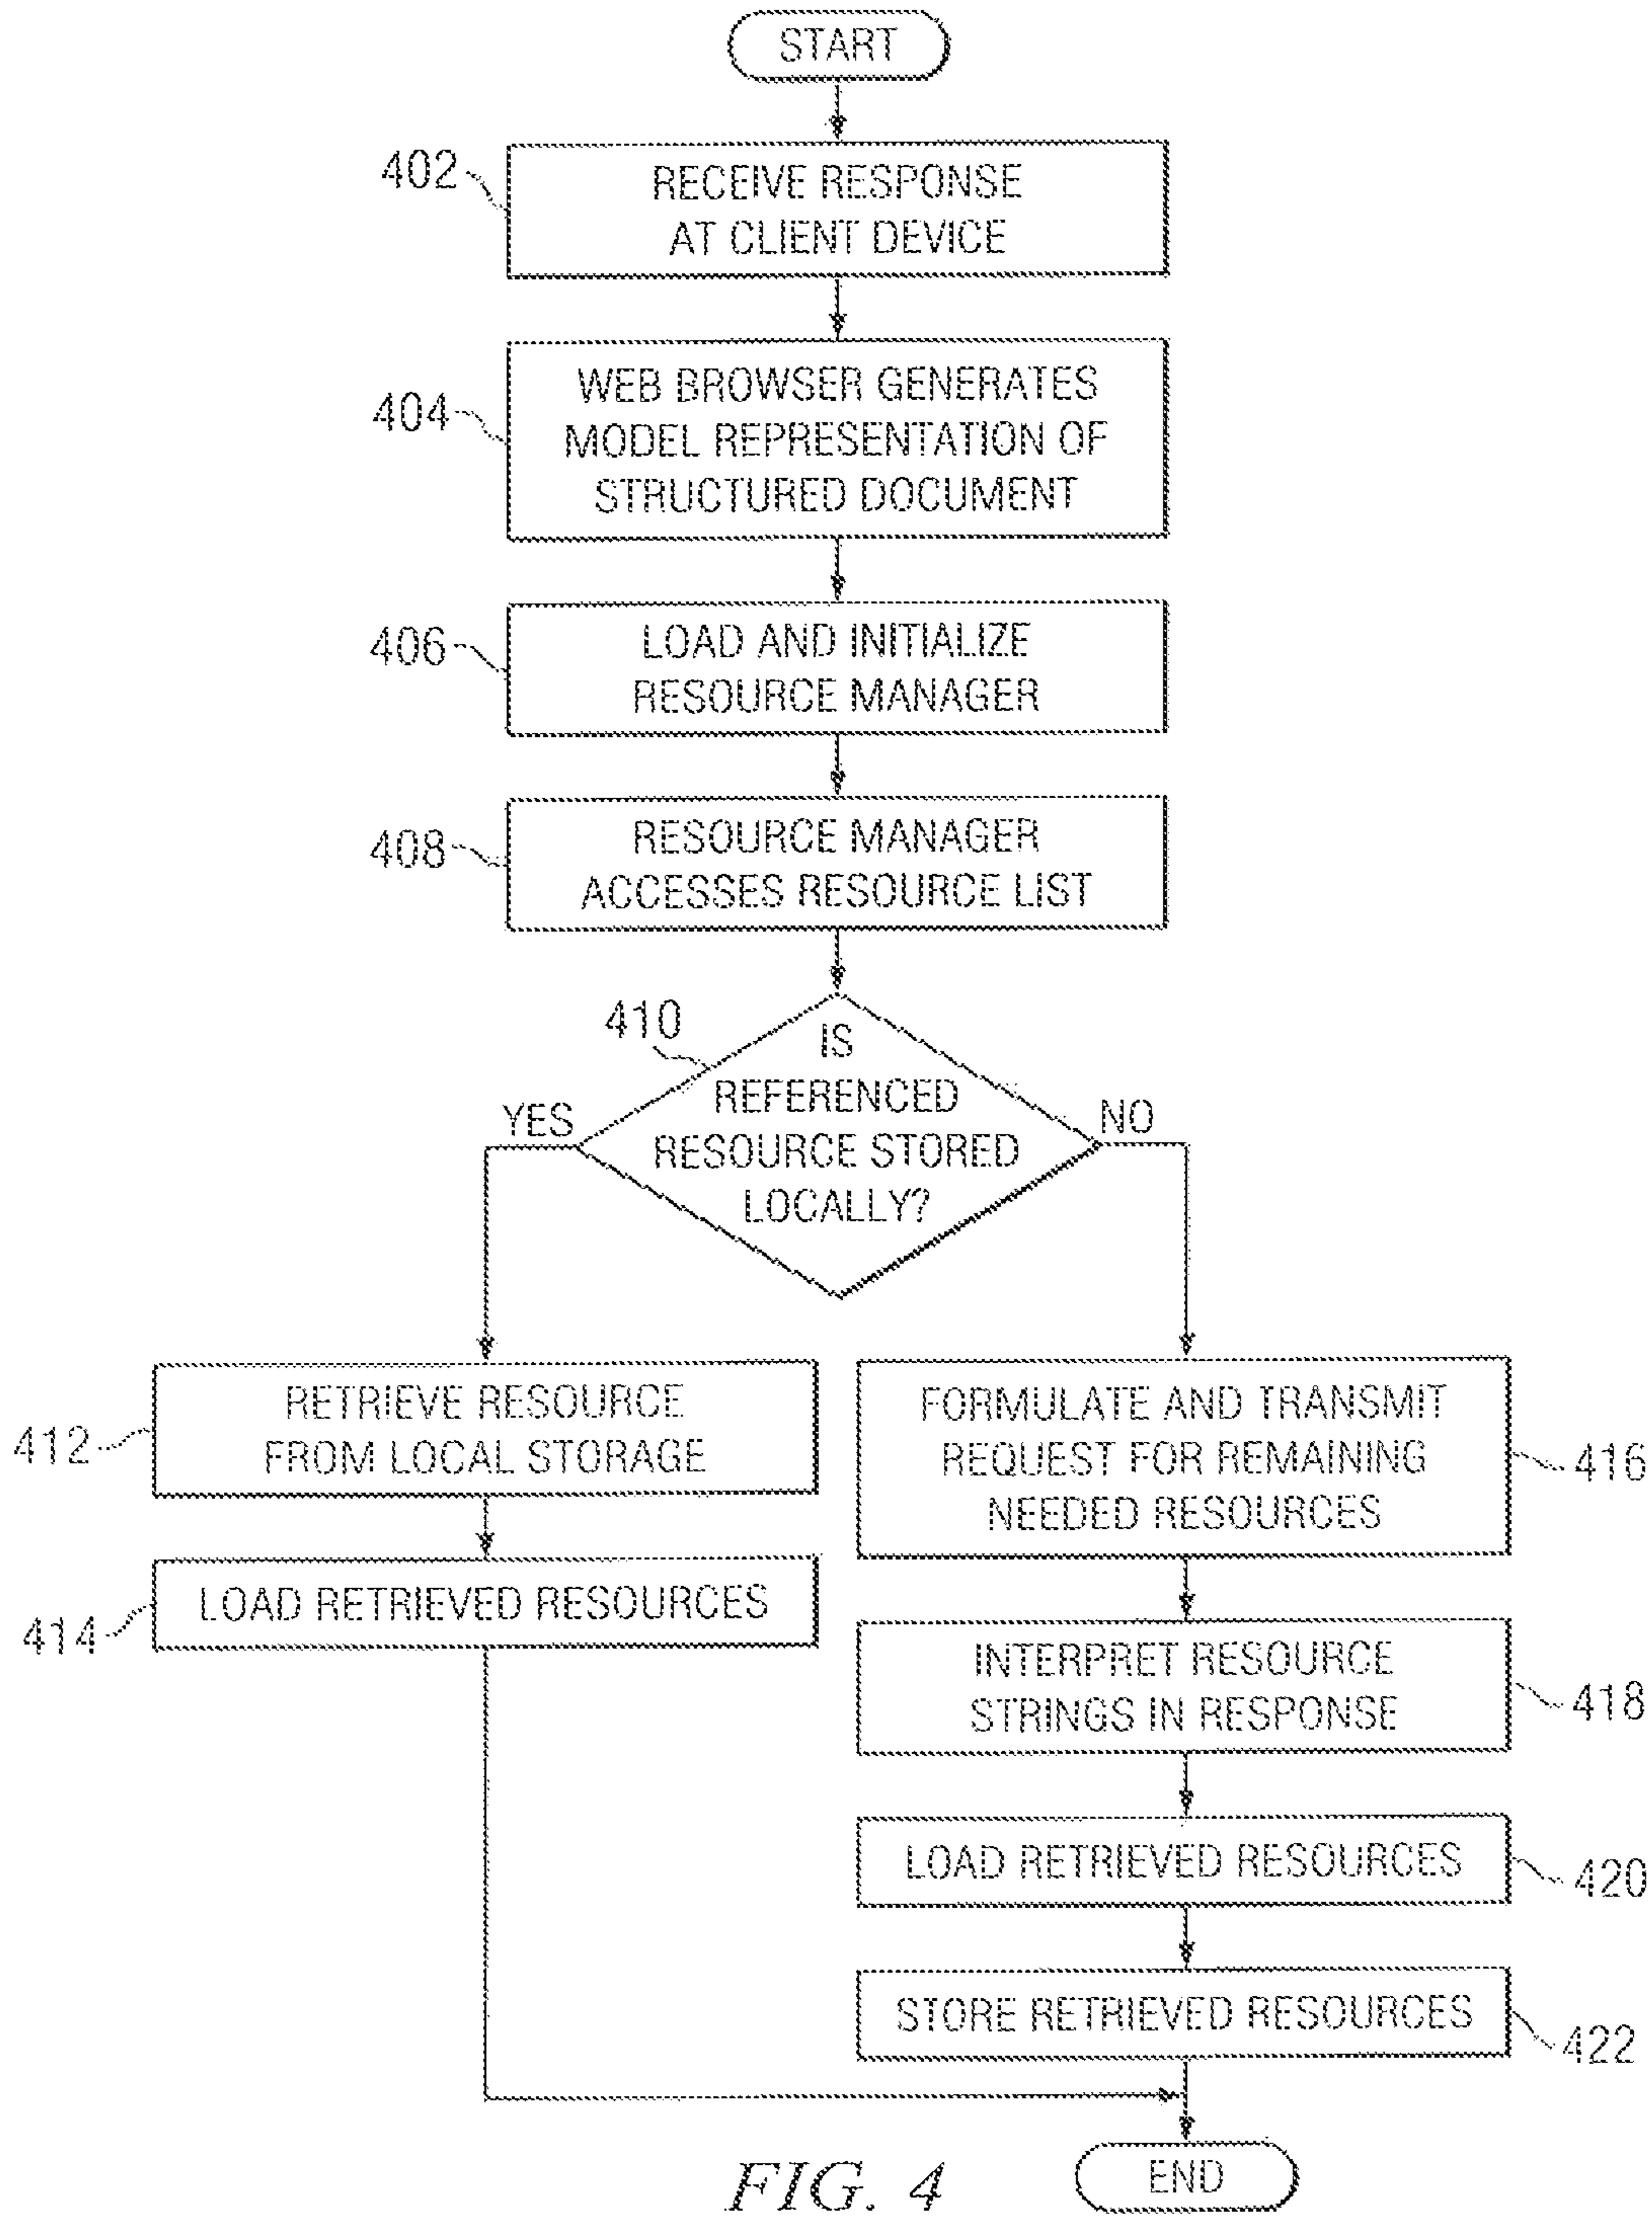 START
402
RECEIVE RESPONSE
AT CLIENT DEVICE
404
WEB BROWSER GENERATES
MODEL REPRESENTATION OF
STRUCTURED DOCUMENT
406
LOAD AND INITIALIZE
RESOURCE MANAGER
408
RESOURCE MANAGER
ACCESSES RESOURCE LIST
410
IS
REFERENCED
RESOURCE STORED
LOCALLY?
YES
NO
412
RETRIEVE RESOURCE
FROM LOCAL STORAGE
414
LOAD RETRIEVED RESOURCES
FORMULATE AND TRANSMIT
REQUEST FOR REMAINING
NEEDED RESOURCES
416
INTERPRET RESOURCE
STRINGS IN RESPONSE
418
LOAD RETRIEVED RESOURCES
420
STORE RETRIEVED RESOURCES
422
END
FIG. 4